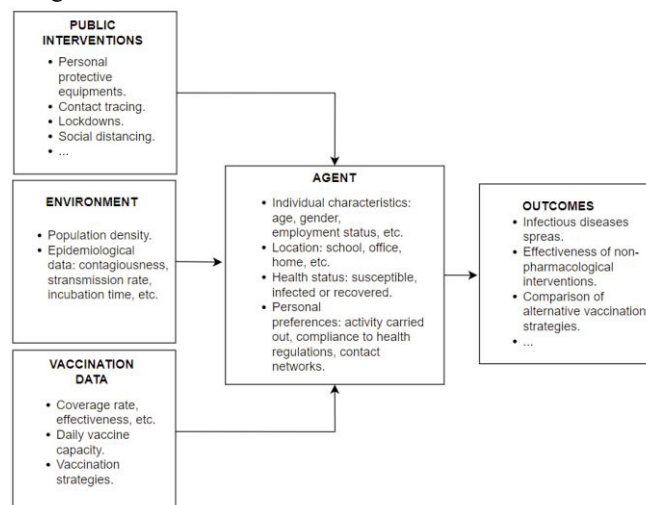 PUBLIC
INTERVENTIONS
• Personal
protective
equipments.
• Contact tracing.
• Lockdowns.
• Social distancing.
• ...
ENVIRONMENT
• Population density.
• Epidemiological
data: contagiousness,
stransmission rate,
incubation time, etc.
VACCINATION
DATA
• Coverage rate,
effectiveness, etc.
• Daily vaccine
capacity.
• Vaccination
strategies.
AGENT
• Individual characteristics:
age, gender,
employment status, etc.
• Location: school, office,
home, etc.
• Health status: susceptible,
infected or recovered.
• Personal
preferences: activity carried
out, compliance to health
regulations, contact
networks.
OUTCOMES
• Infectious diseases
spreas.
• Effectiveness of non-
pharmacological
interventions.
• Comparison of
alternative vaccination
strategies.
• ...